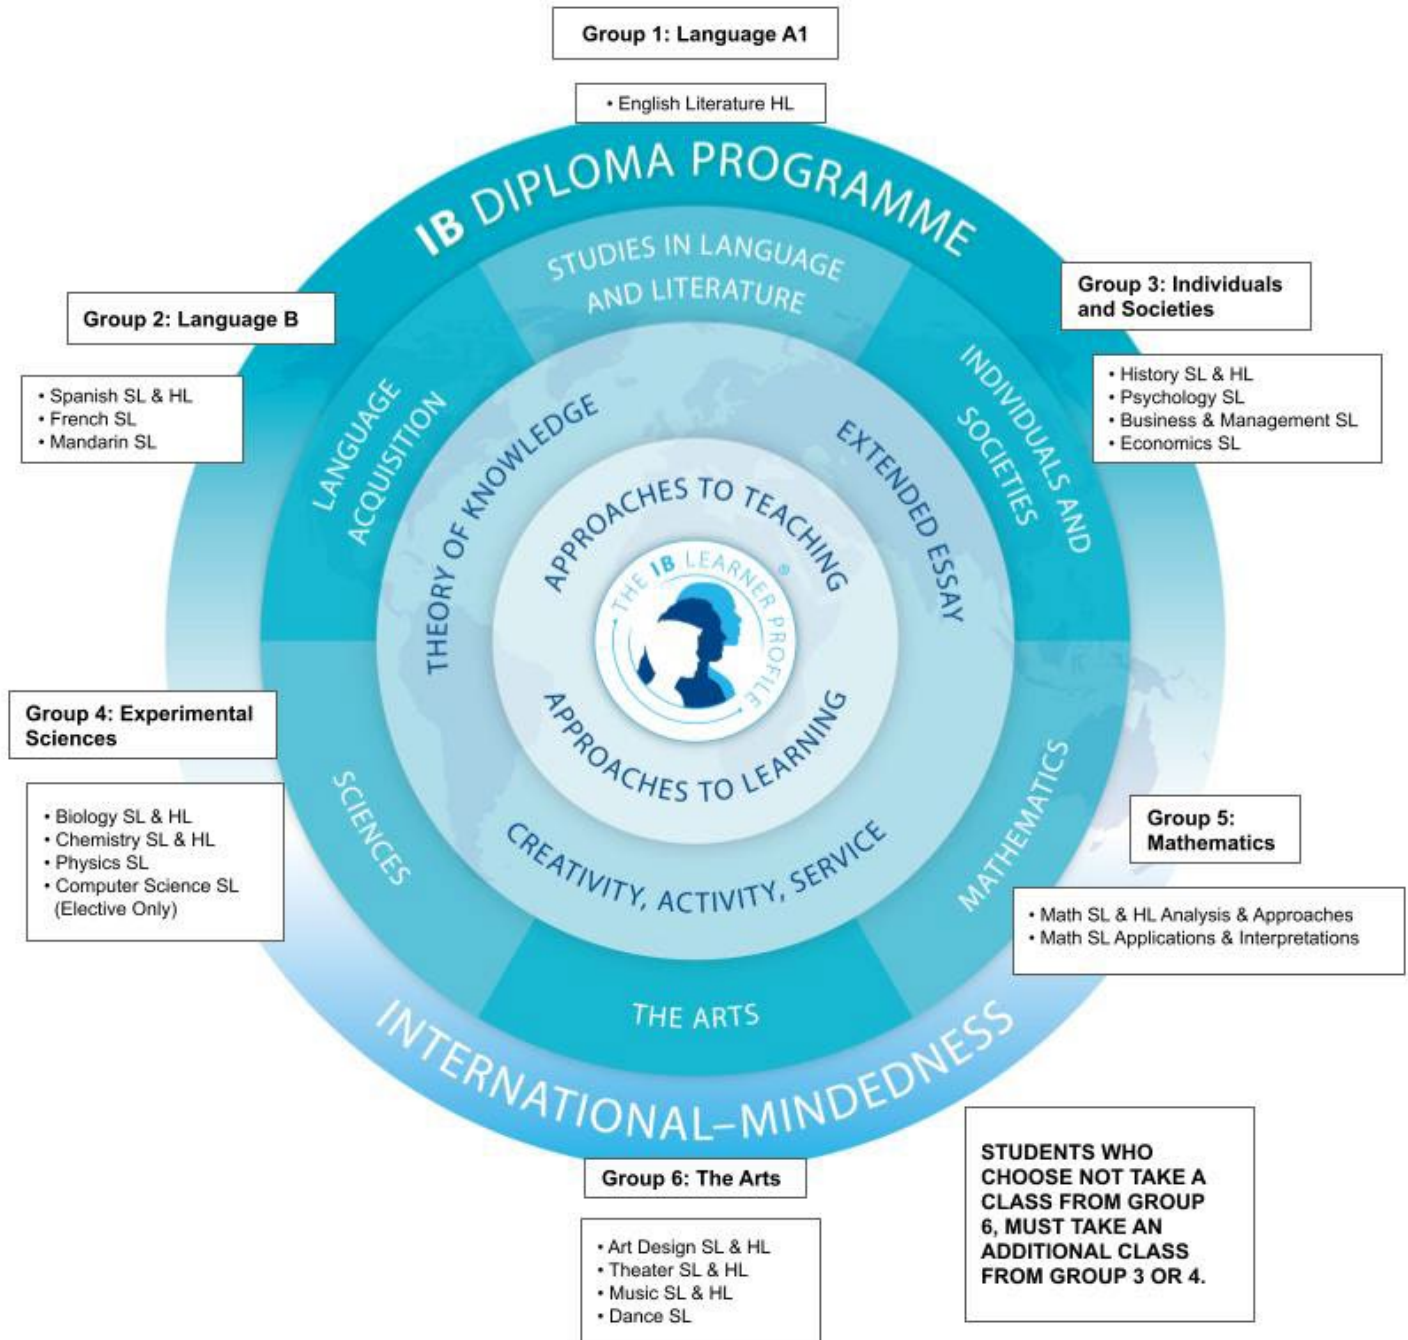 Group 1: Language A1
• English Literature HL
IB DIPLOMA PROGRAMME
STUDIES IN LANGUAGE
AND LITERATURE
Group 2: Language B
• Spanish SL & HL
• French SL
• Mandarin SL
LANGUAGE
ACQUISITION
Group 3: Individuals
and Societies
• History SL & HL
• Psychology SL
• Business & Management SL
• Economics SL
INDIVIDUALS AND
SOCIETIES
THEORY OF KNOWLEDGE
EXTENDED ESSAY
APPROACHES TO TEACHING
THE IB LEARNER PROFILE ®
APPROACHES TO LEARNING
CREATIVITY, ACTIVITY, SERVICE
Group 4: Experimental
Sciences
• Biology SL & HL
• Chemistry SL & HL
• Physics SL
• Computer Science SL
(Elective Only)
SCIENCES
MATHEMATICS
Group 5:
Mathematics
• Math SL & HL Analysis & Approaches
• Math SL Applications & Interpretations
THE ARTS
INTERNATIONAL–MINDEDNESS
Group 6: The Arts
• Art Design SL & HL
• Theater SL & HL
• Music SL & HL
• Dance SL
STUDENTS WHO
CHOOSE NOT TAKE A
CLASS FROM GROUP
6, MUST TAKE AN
ADDITIONAL CLASS
FROM GROUP 3 OR 4.